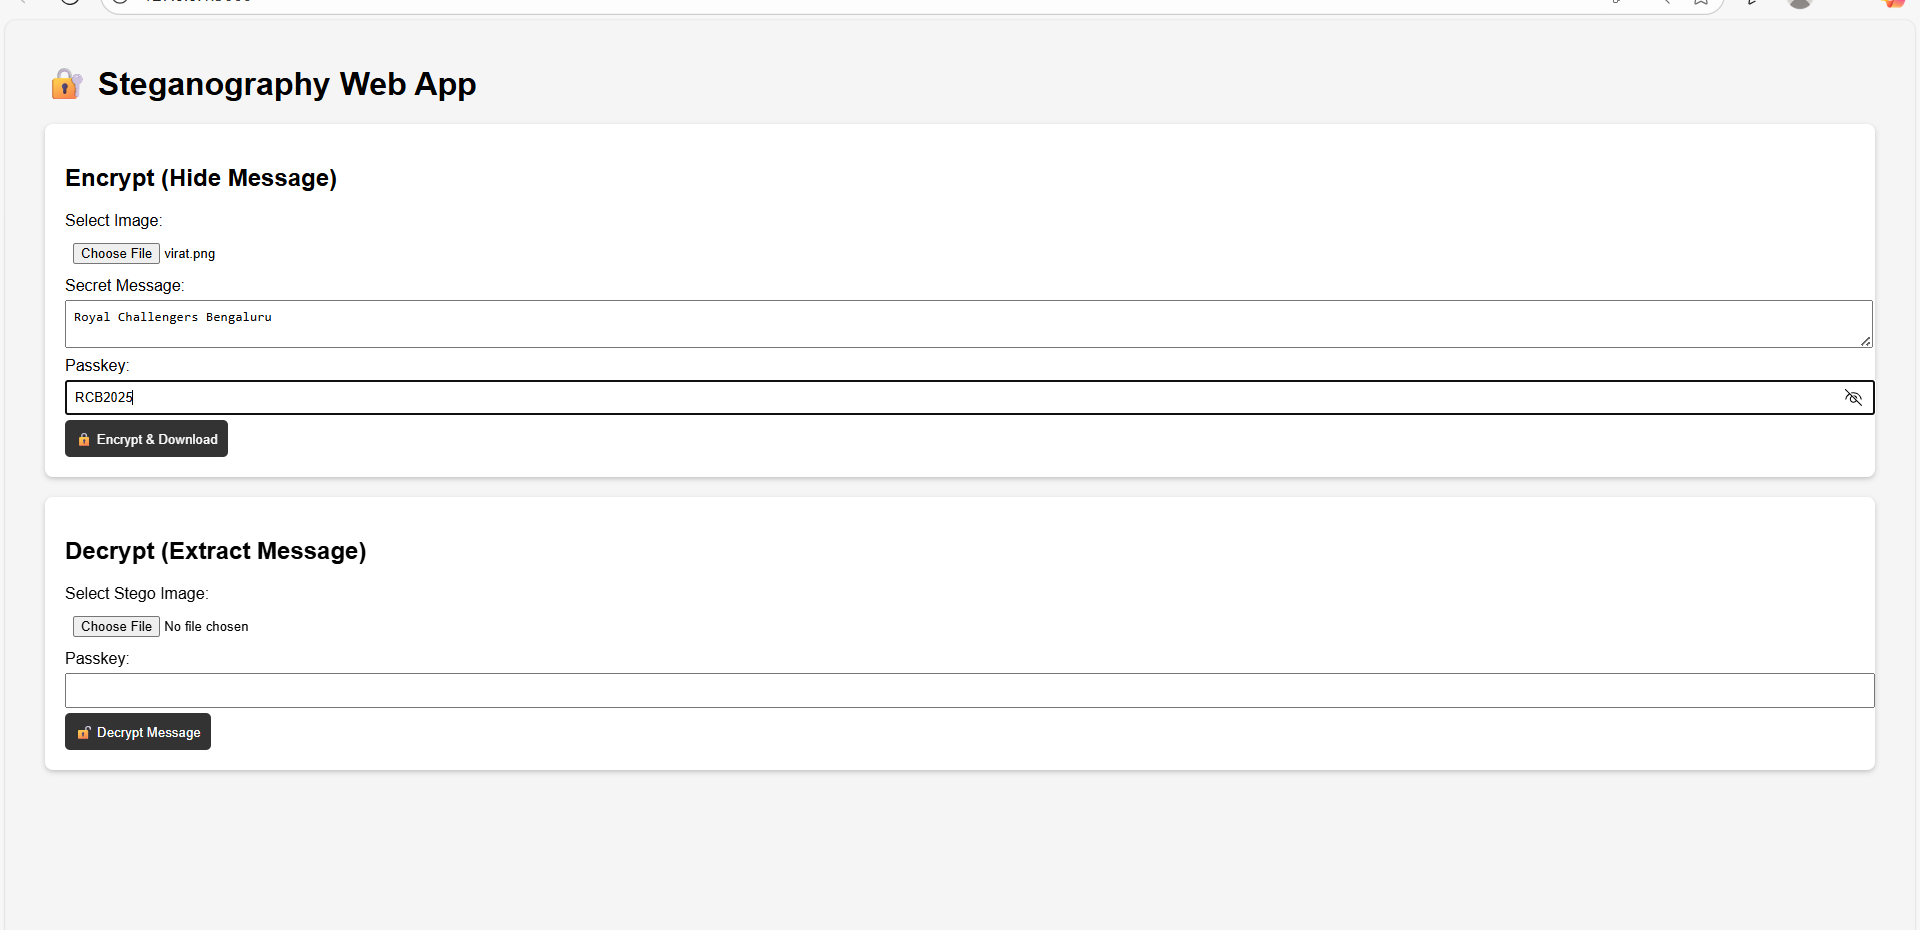 Steganography Web App
Encrypt (Hide Message)
Select Image:
Choose File virat.png
Secret Message:
Royal Challengers Bengaluru
Passkey:
RCB2025
Encrypt & Download
Decrypt (Extract Message)
Select Stego Image:
Choose File No file chosen
Passkey:
Decrypt Message